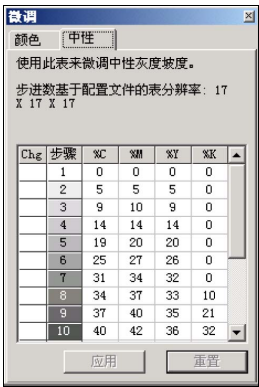 微调
颜色 中性
使用此表来微调中性灰度坡度。
步进数基于配置文件的表分辨率: 17
X 17 X 17
Chg 步骤 %C %M %Y %K
1 0 0 0 0
2 5 5 5 0
3 9 10 9 0
4 14 14 14 0
5 19 20 20 0
6 25 27 26 0
7 31 34 32 0
8 34 37 33 10
9 37 40 35 21
10 40 42 36 32
应用 重置